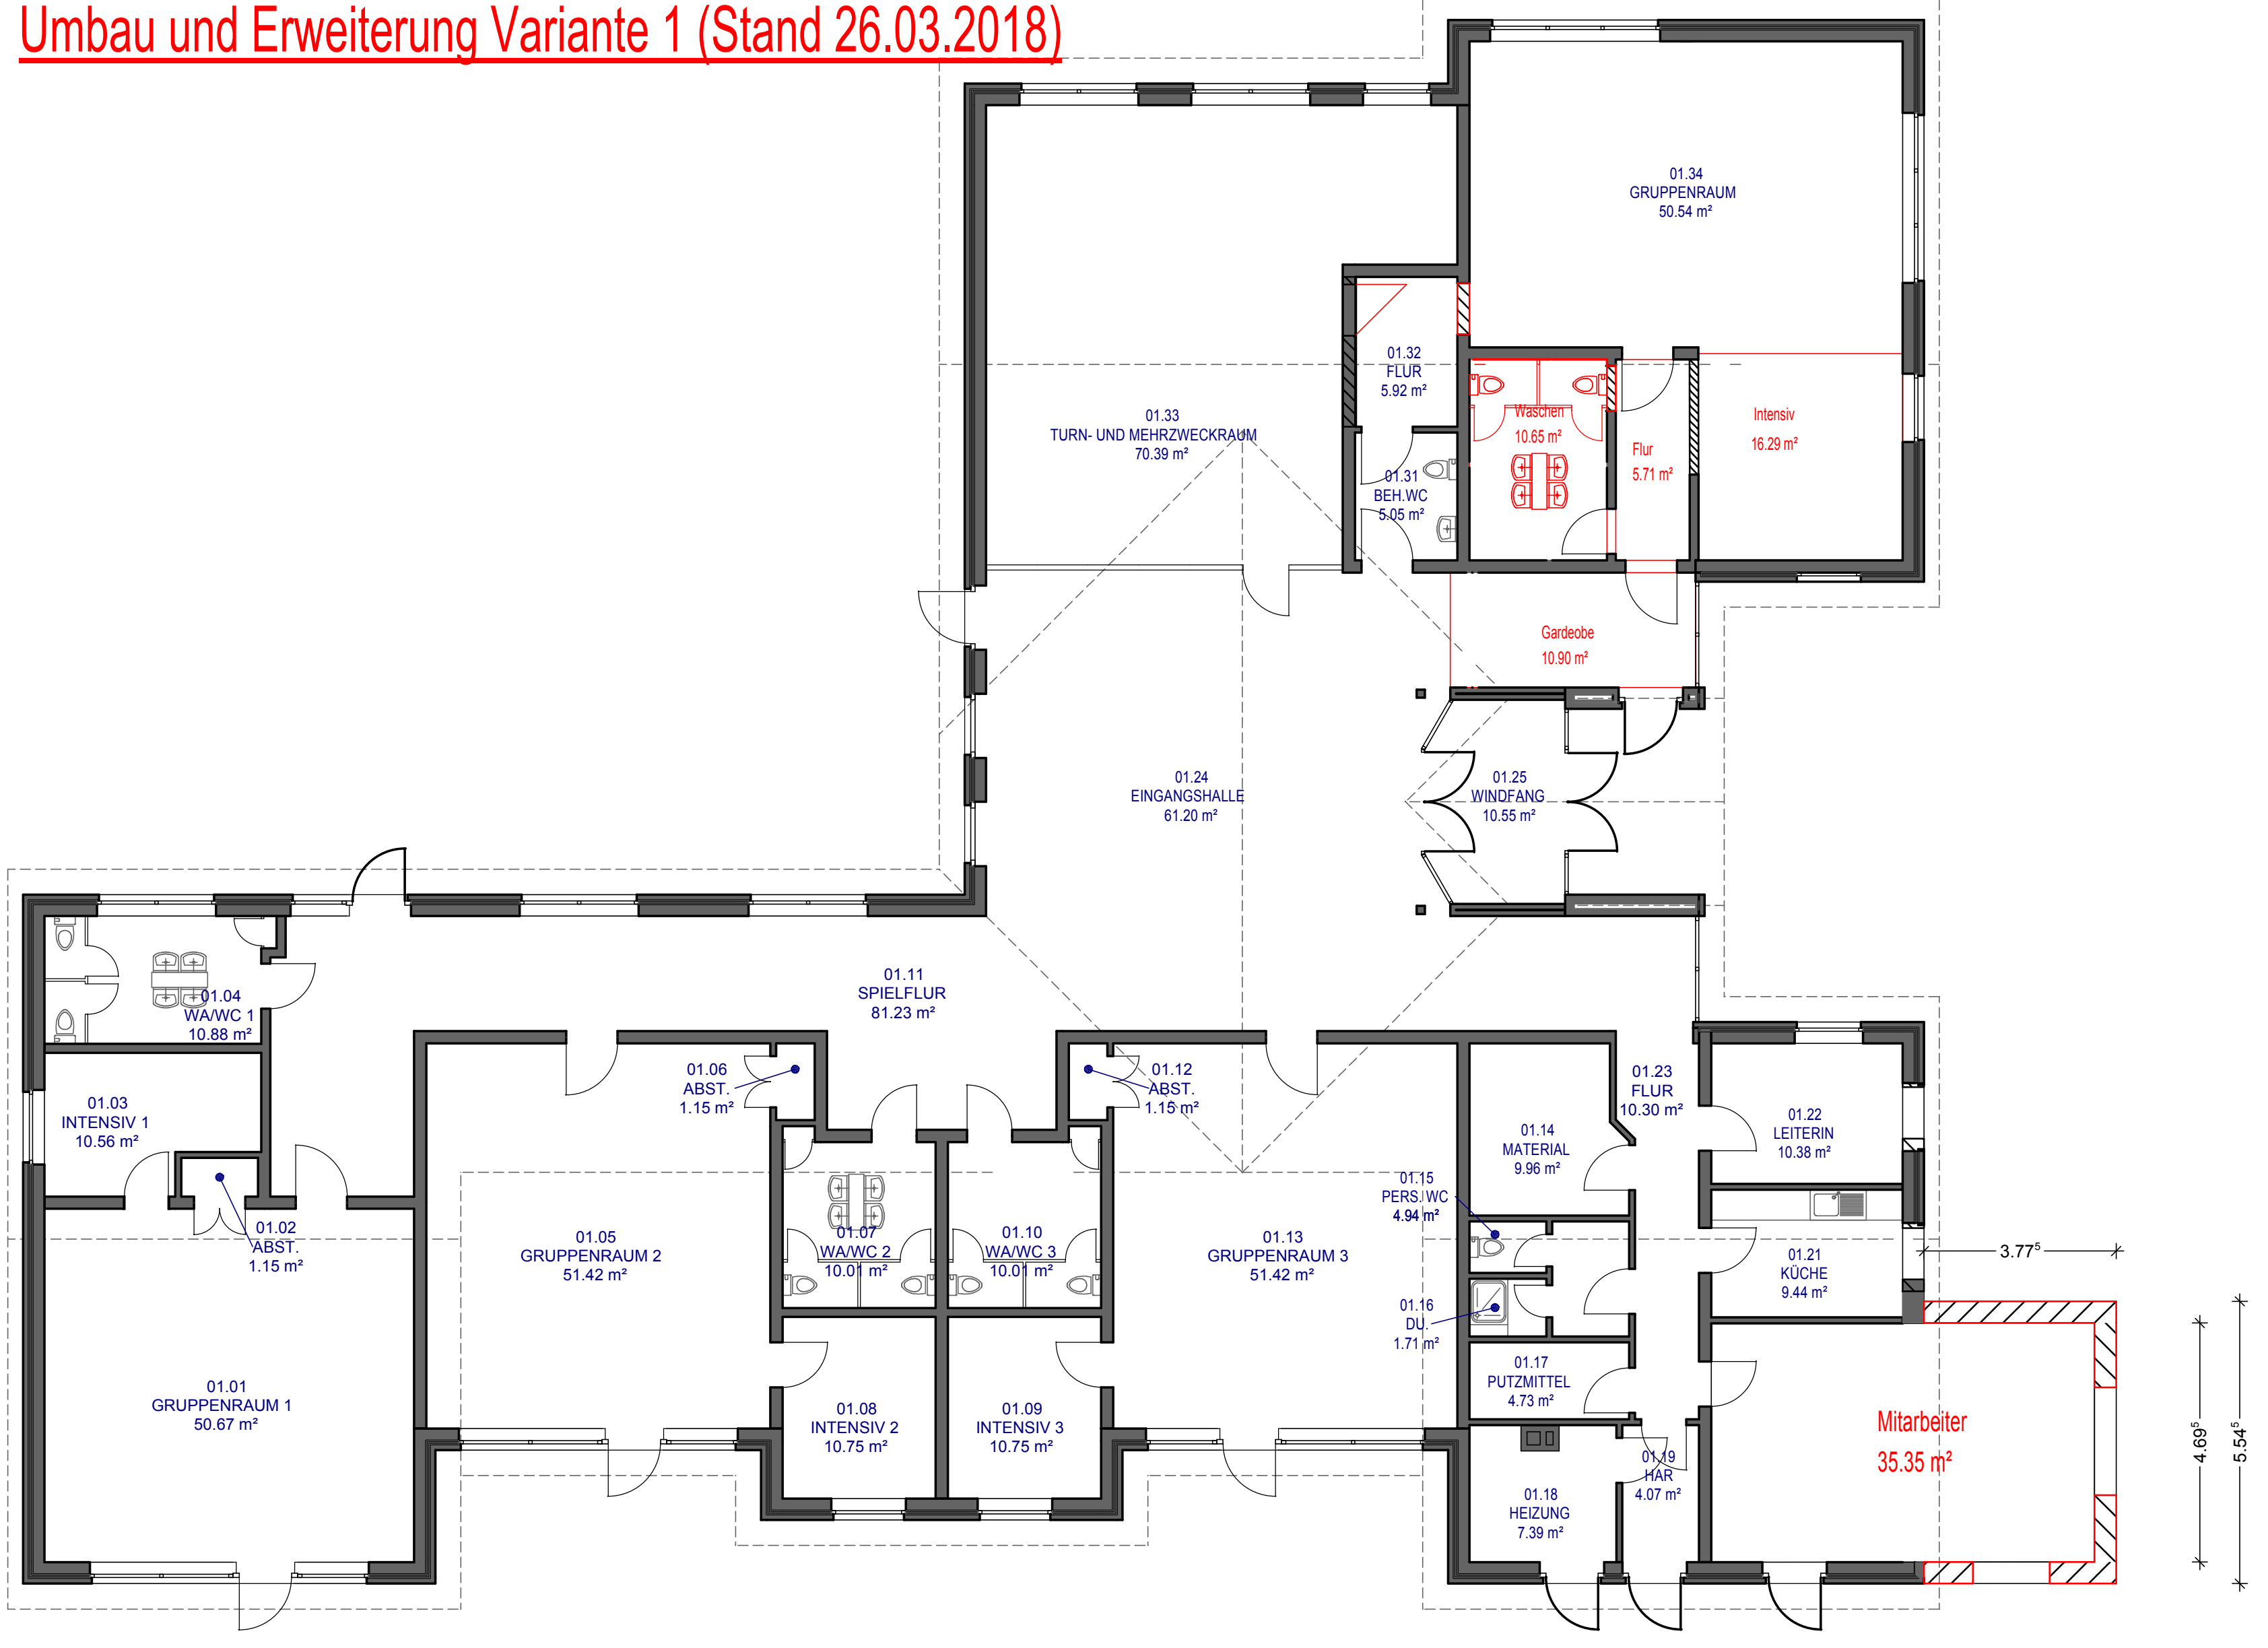 Umbau und Erweiterung Variante 1 (Stand 26.03.2018)
01.34
GRUPPENRAUM
50.54 m²
01.32
FLUR
5.92 m²
01.33
TURN- UND MEHRZWECKRAUM
70.39 m²
Waschen
10.65 m²
Intensiv
16.29 m²
Flur
5.71 m²
01.31
BEH.WC
5.05 m²
Gardeobe
10.90 m²
01.24
EINGANGSHALLE
61.20 m²
01.25
WINDFANG
10.55 m²
01.11
SPIELFLUR
81.23 m²
01.04
WA/WC 1
10.88 m²
01.03
INTENSIV 1
10.56 m²
01.06
ABST.
1.15 m²
01.12
ABST.
1.15 m²
01.23
FLUR
10.30 m²
01.22
LEITERIN
10.38 m²
01.14
MATERIAL
9.96 m²
01.15
PERS. WC
4.94 m²
01.02
ABST.
1.15 m²
01.05
GRUPPENRAUM 2
51.42 m²
01.07
WA/WC 2
10.01 m²
01.10
WA/WC 3
10.01 m²
01.13
GRUPPENRAUM 3
51.42 m²
01.21
KÜCHE
9.44 m²
3.77⁵
01.16
DU.
1.71 m²
01.17
PUTZMITTEL
4.73 m²
01.01
GRUPPENRAUM 1
50.67 m²
01.08
INTENSIV 2
10.75 m²
01.09
INTENSIV 3
10.75 m²
Mitarbeiter
35.35 m²
4.69⁵
5.54⁵
01.19
HAR
4.07 m²
01.18
HEIZUNG
7.39 m²